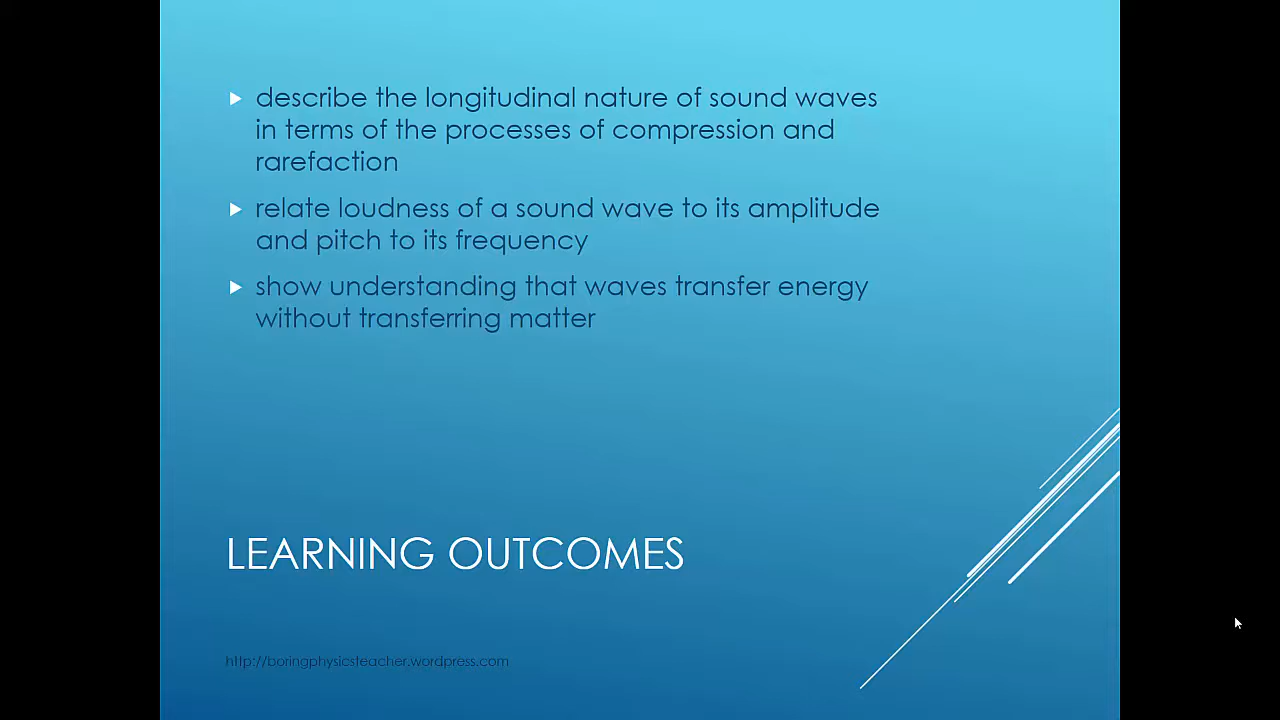 describe the longitudinal nature of sound waves
in terms of the processes of compression and
rarefaction
relate loudness of a sound wave to its amplitude
and pitch to its frequency
show understanding that waves transfer energy
without transferring matter
LEARNING OUTCOMES
http://boringphysicsteacher.wordpress.com